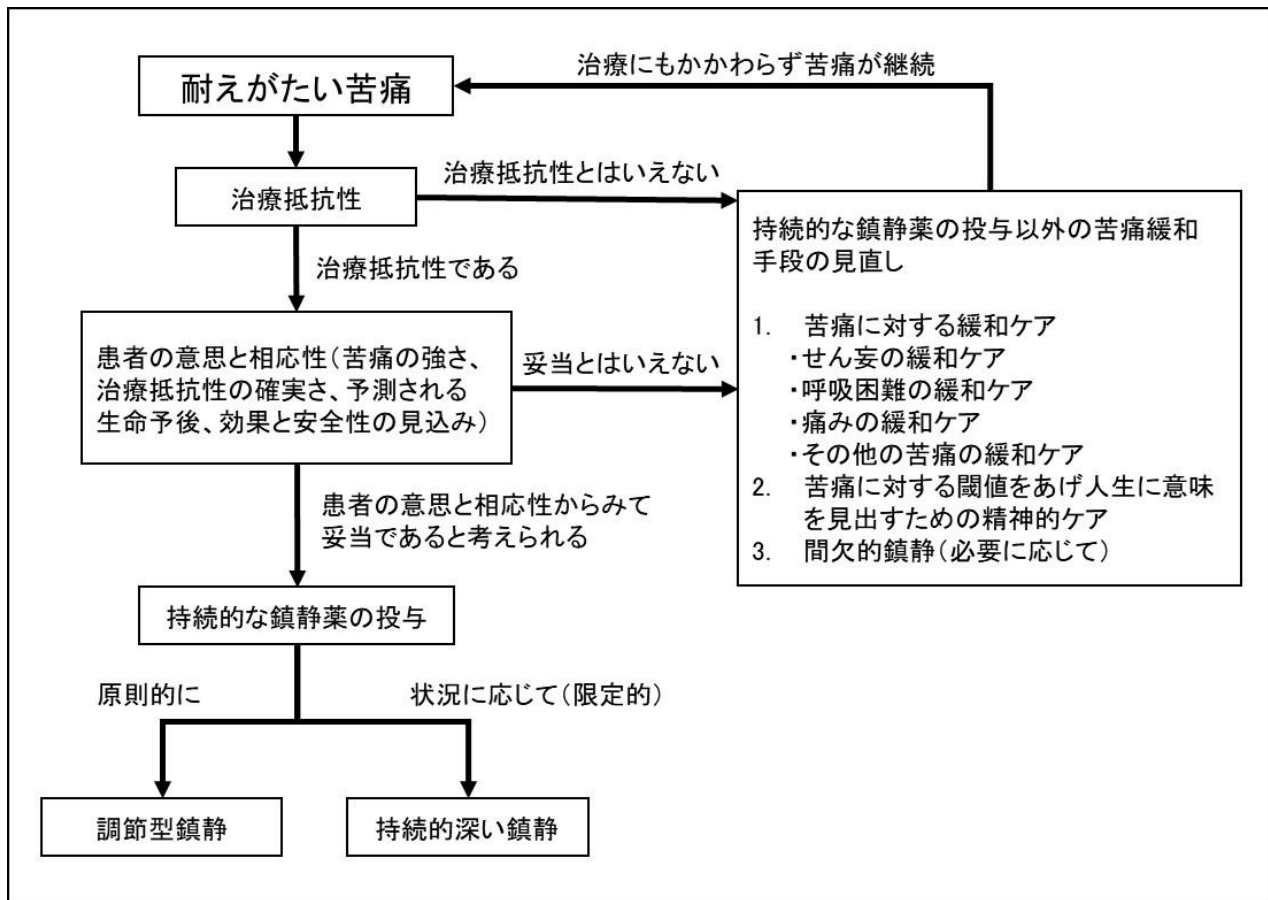 治療にもかかわらず苦痛が継続
耐えがたい苦痛
治療抵抗性とはいえない
治療抵抗性
持続的な鎮静薬の投与以外の苦痛緩和
手段の見直し
1. 苦痛に対する緩和ケア
・せん妄の緩和ケア
・呼吸困難の緩和ケア
・痛みの緩和ケア
・その他の苦痛の緩和ケア
2. 苦痛に対する閾値をあげ人生に意味
を見出すための精神的ケア
3. 間欠的鎮静（必要に応じて）
治療抵抗性である
患者の意思と相応性（苦痛の強さ、
治療抵抗性の確実さ、予測される
生命予後、効果と安全性の見込み）
妥当とはいえない
患者の意思と相応性からみて
妥当であると考えられる
持続的な鎮静薬の投与
原則的に
状況に応じて（限定的）
調節型鎮静
持続的深い鎮静